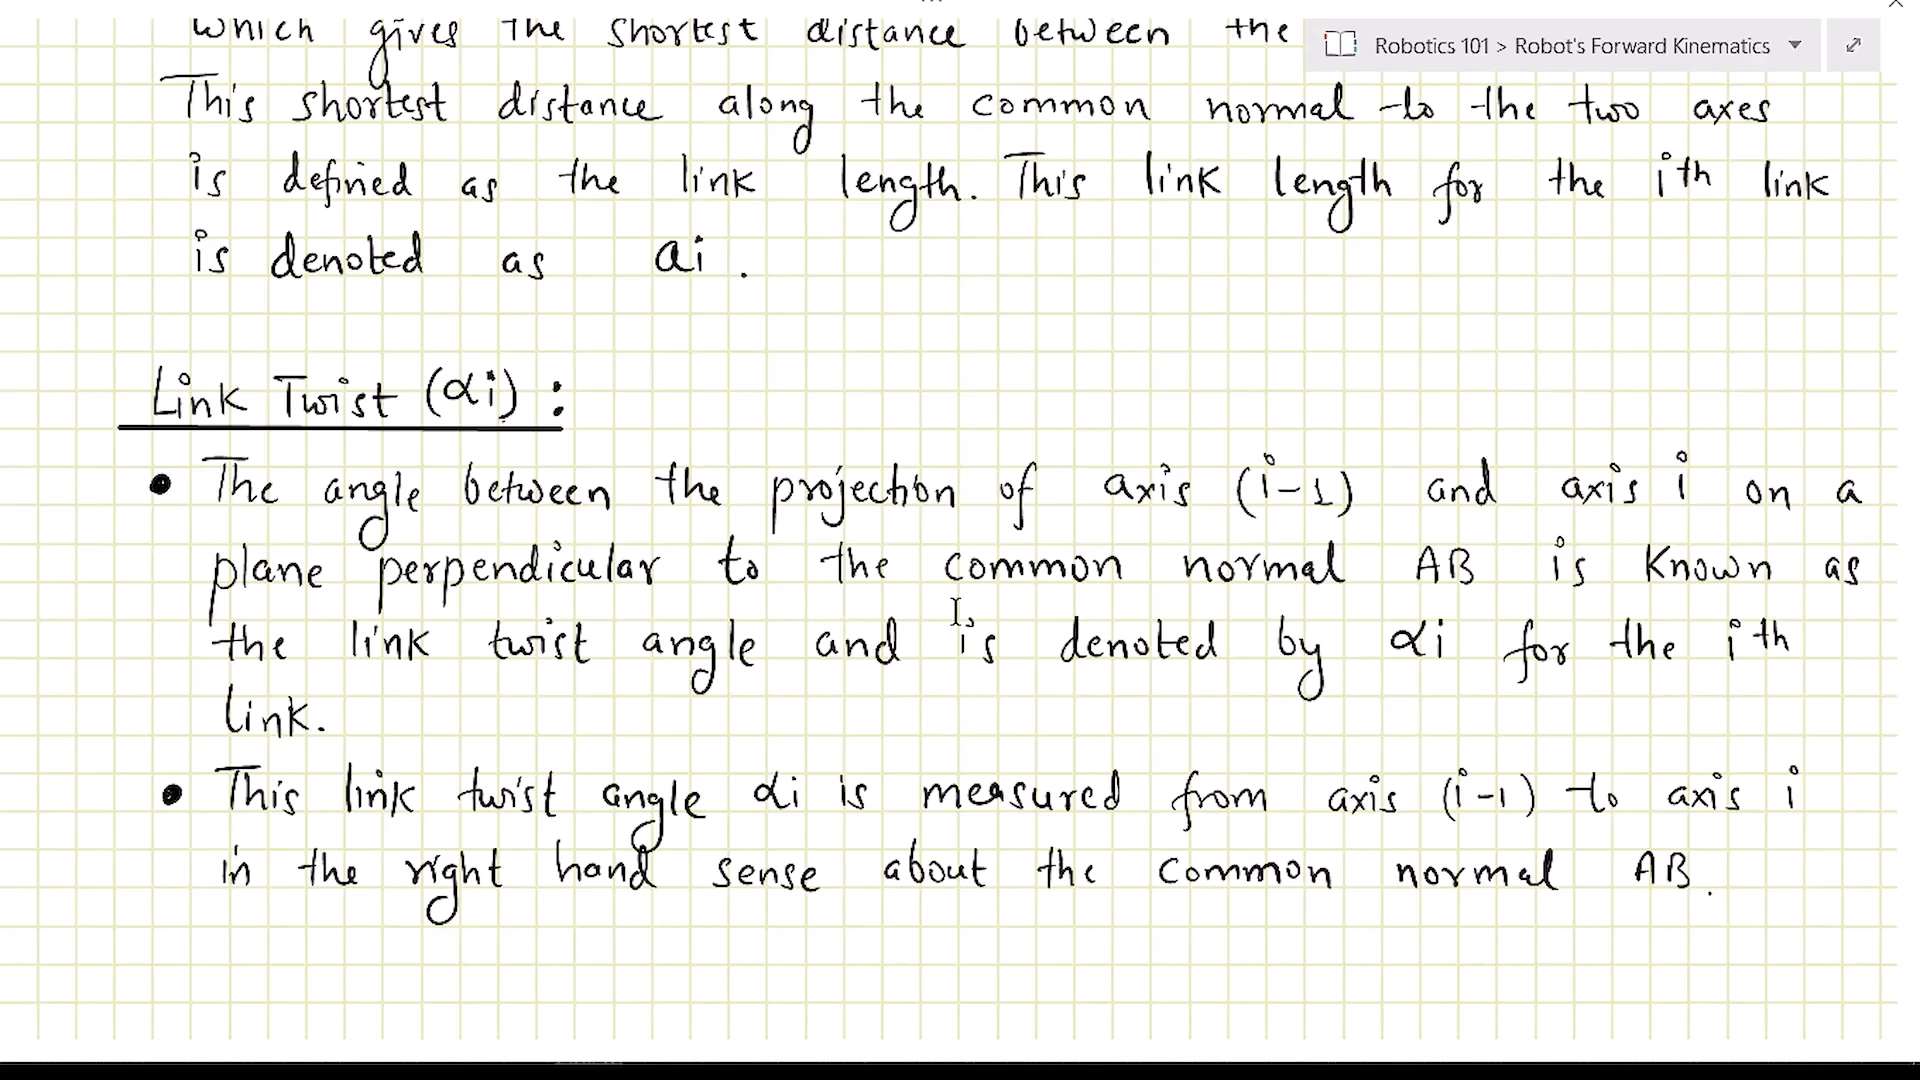 which gives the shortest distance between the
Robotics 101 > Robot's Forward Kinematics
This shortest distance along the common normal to the two axes
is defined as the link length. This link length for the ith link
is denoted as ai.
Link Twist (αi) :
• The angle between the projection of axis (i-1) and axis i on a
plane perpendicular to the common normal AB is known as
the link twist angle and is denoted by αi for the ith
link.
• This link twist angle αi is measured from axis (i-1) to axis i
in the right hand sense about the common normal AB.